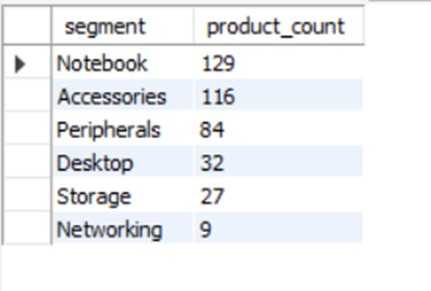 segment product_count
Notebook 129
Accessories 116
Peripherals 84
Desktop 32
Storage 27
Networking 9